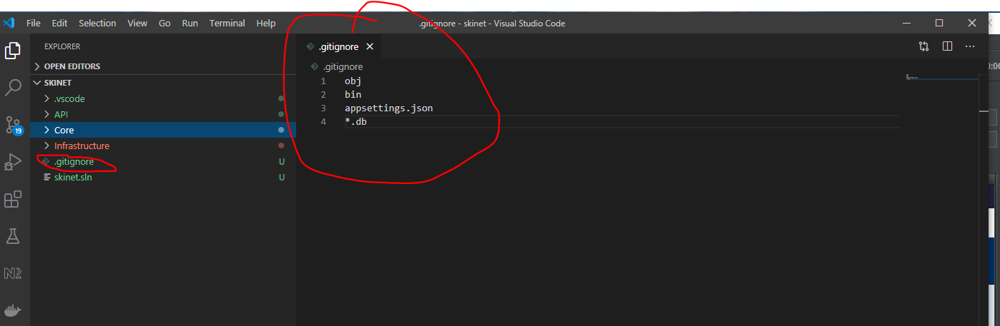 File Edit Selection View Go Run Terminal Help .gitignore - skinet - Visual Studio Code
EXPLORER
OPEN EDITORS
SKINET
.vscode
API
Core
Infrastructure
.gitignore U
skinet.sln U
19
.gitignore
.gitignore
1 obj
2 bin
3 appsettings.json
4 *.db